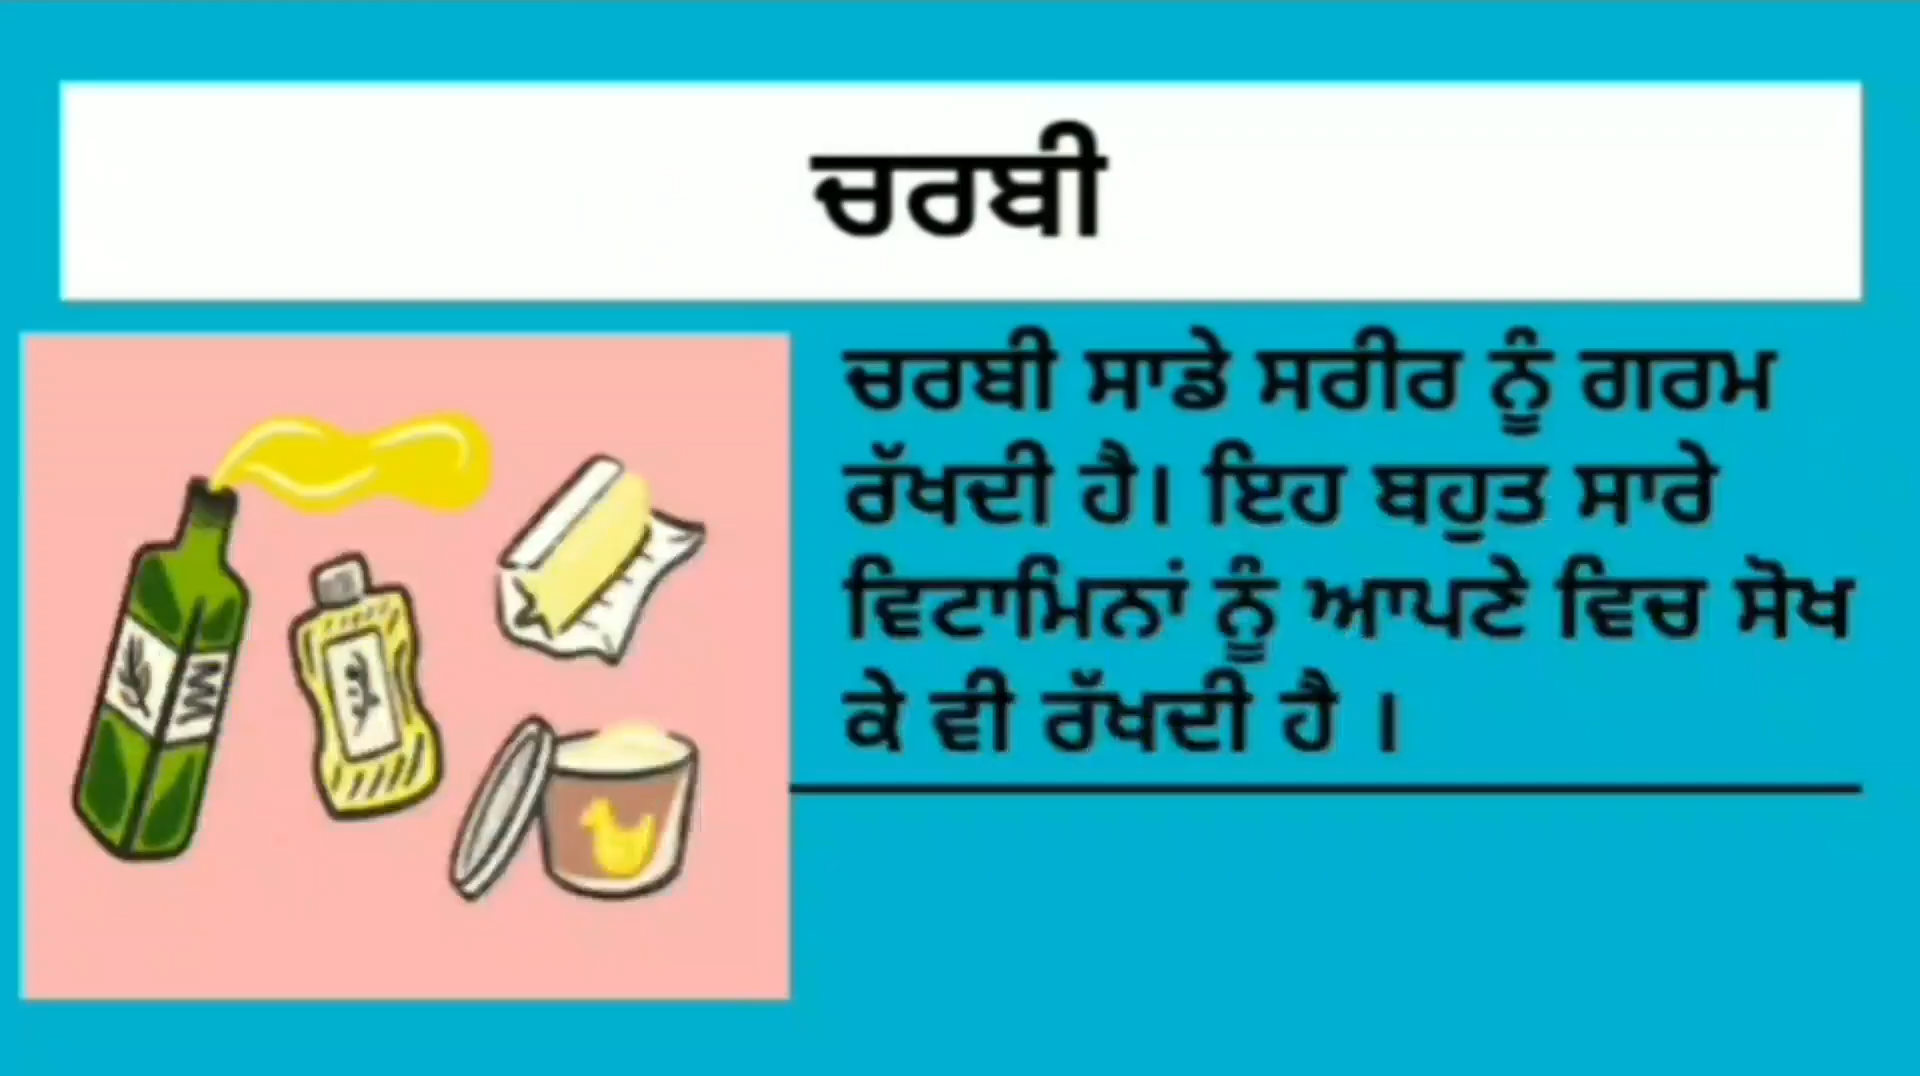 ਚਰਬੀ
ਚਰਬੀ ਸਾਡੇ ਸਰੀਰ ਨੂੰ ਗਰਮ
ਰੱਖਦੀ ਹੈ। ਇਹ ਬਹੁਤ ਸਾਰੇ
ਵਿਟਾਮਿਨਾਂ ਨੂੰ ਆਪਣੇ ਵਿਚ ਸੋਖ
ਕੇ ਵੀ ਰੱਖਦੀ ਹੈ ।